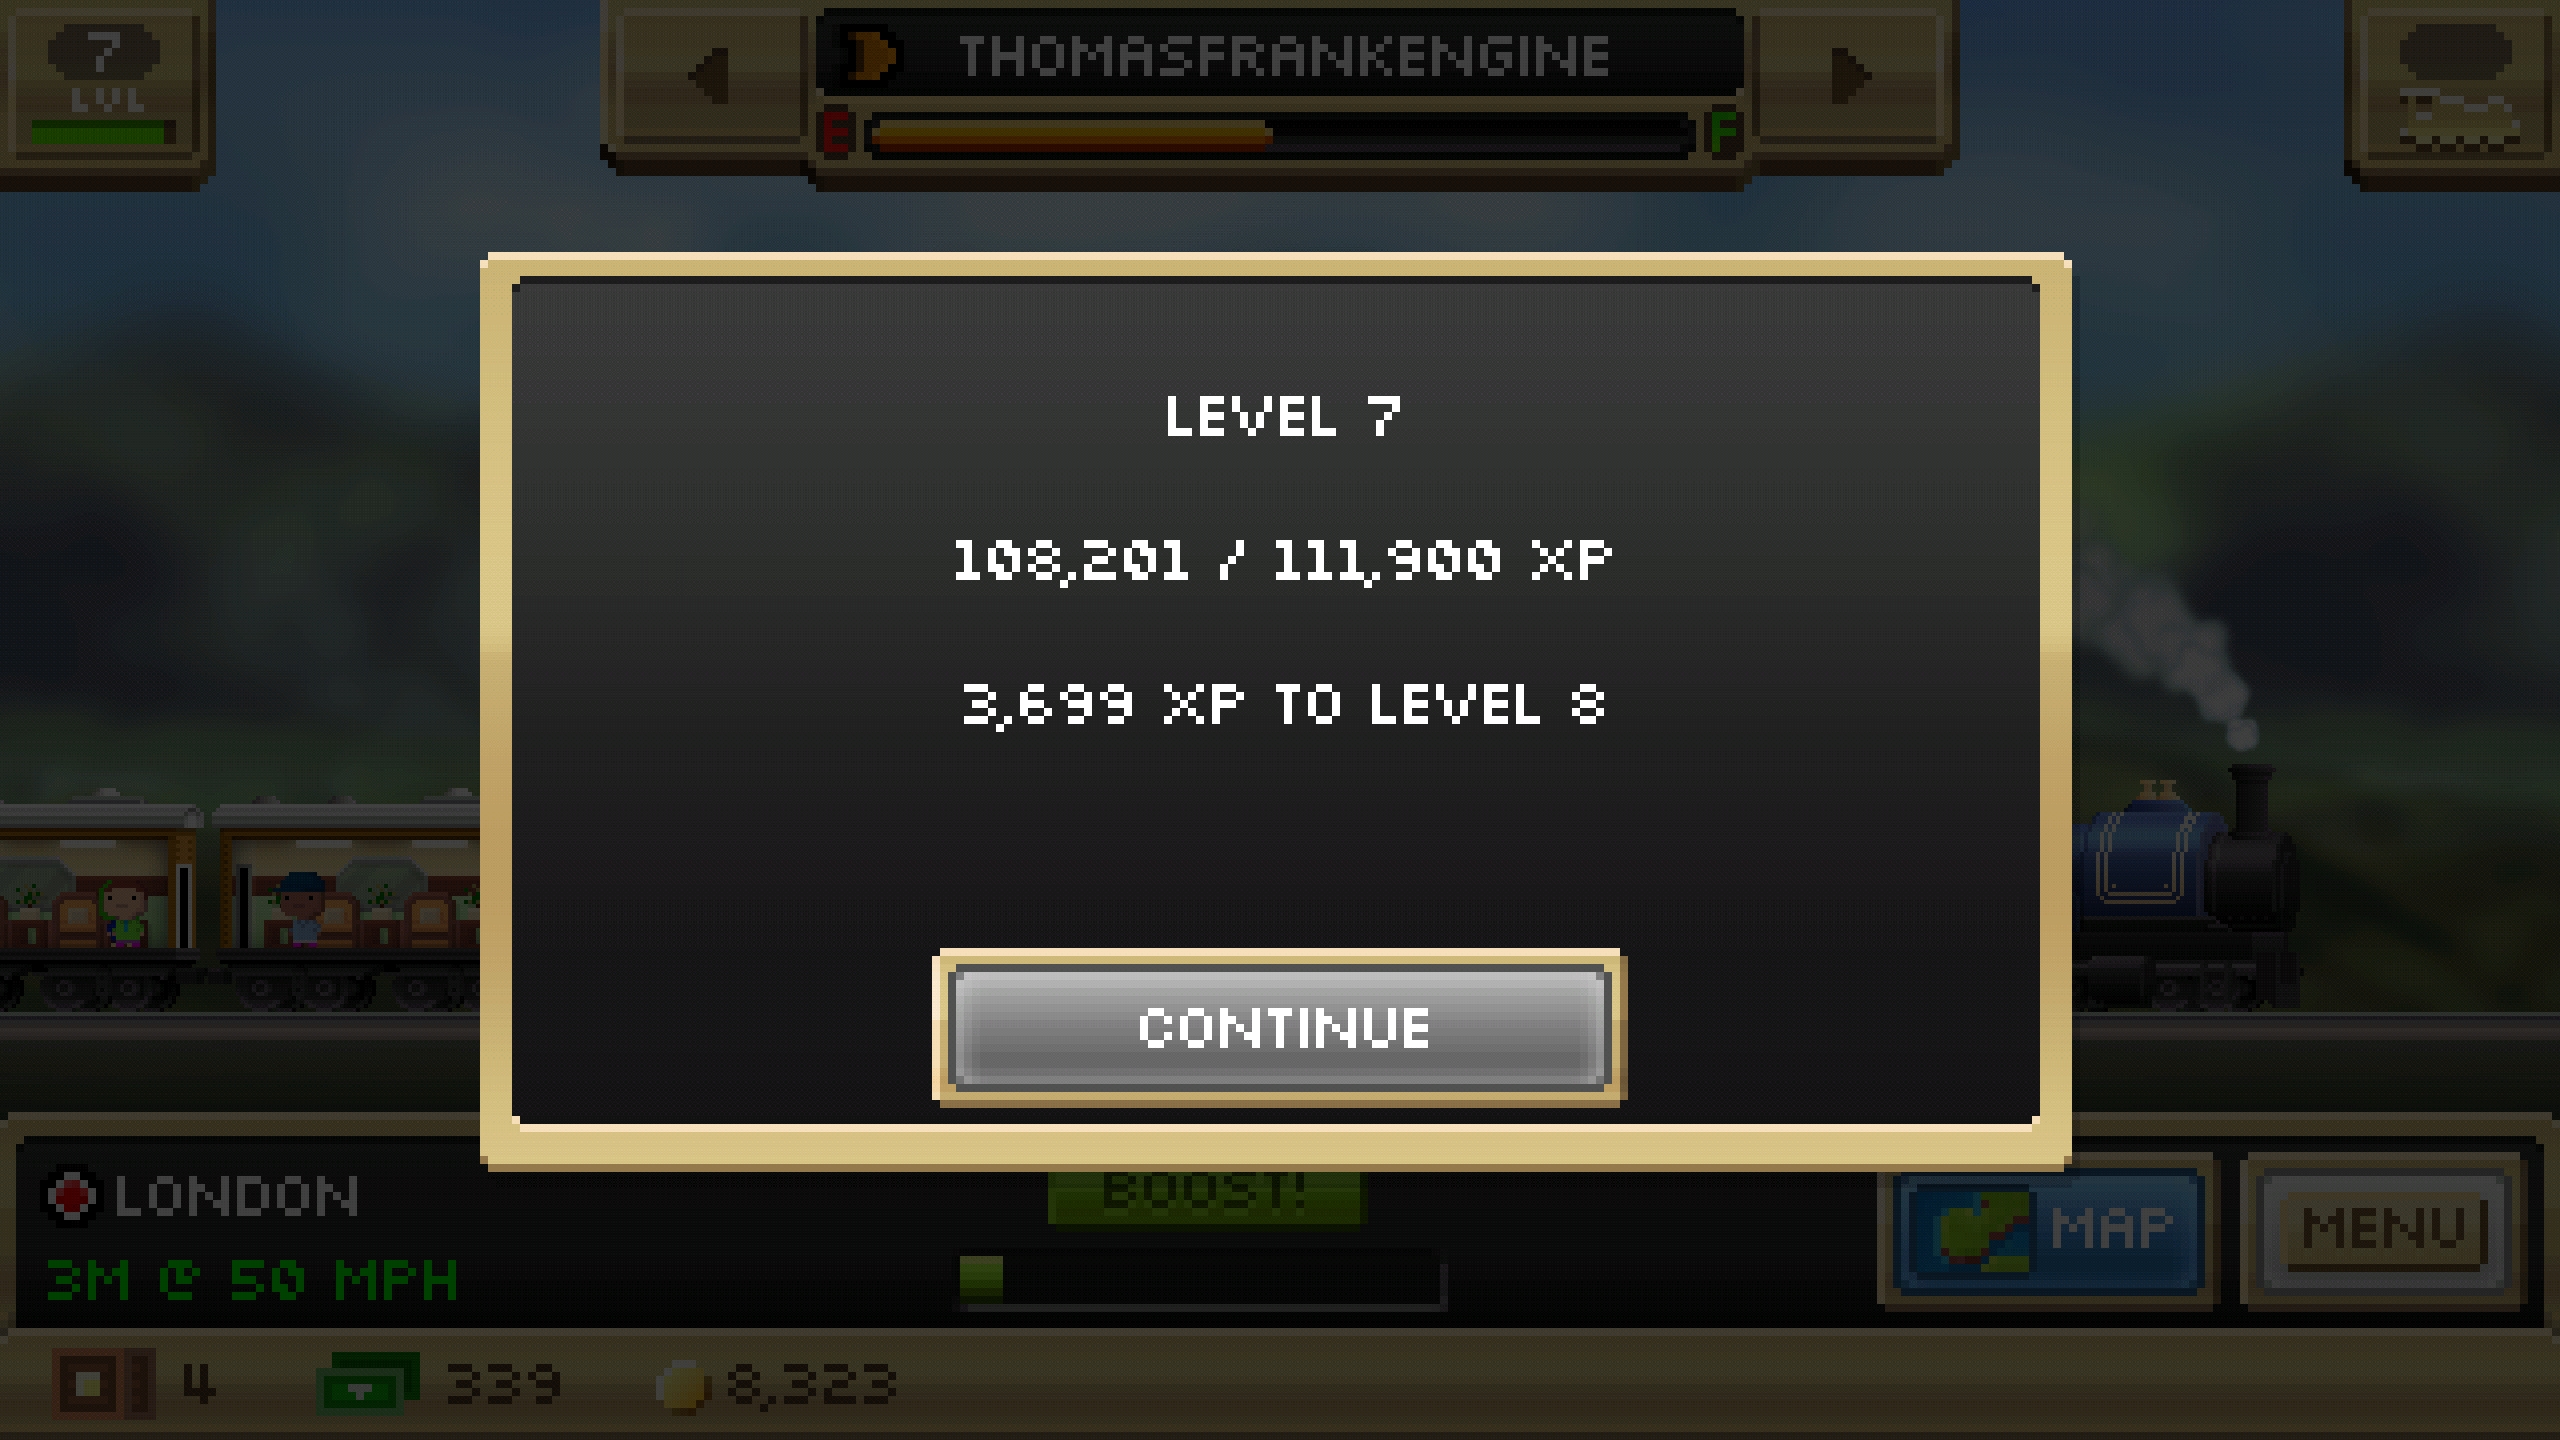 7
LVL
THOMASFRANKENGINE
E F
LEVEL 7
108,201 / 111,900 XP
3,699 XP TO LEVEL 8
CONTINUE
LONDON
BOOST!
MAP
MENU
3M @ 50 MPH
4 339 8,323